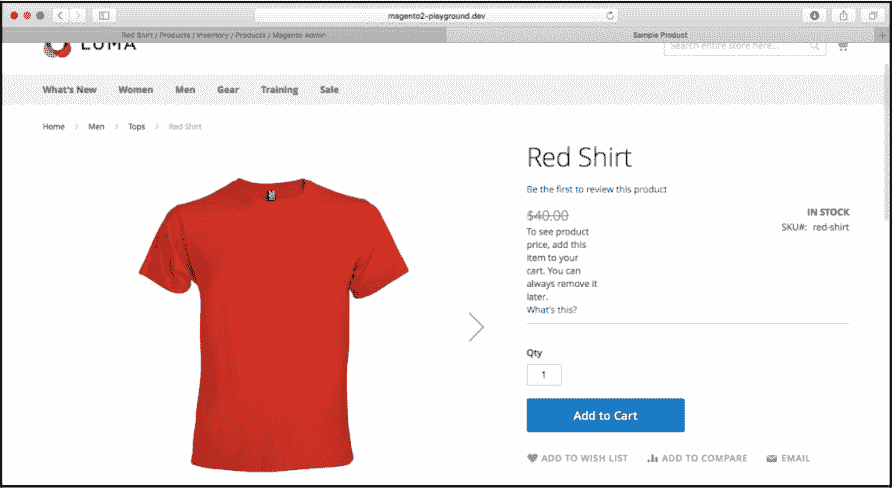 magento2-playground.dev
Red Shirt / Products / Inventory / Products / Magento Admin
Sample Product
LUMA
Search entire store here...
What's New Women Men Gear Training Sale
Home > Men > Tops > Red Shirt
Red Shirt
Be the first to review this product
$40.00
IN STOCK
SKU#: red-shirt
To see product
price, add this
item to your
cart. You can
always remove it
later.
What's this?
Qty
1
Add to Cart
ADD TO WISH LIST ADD TO COMPARE EMAIL